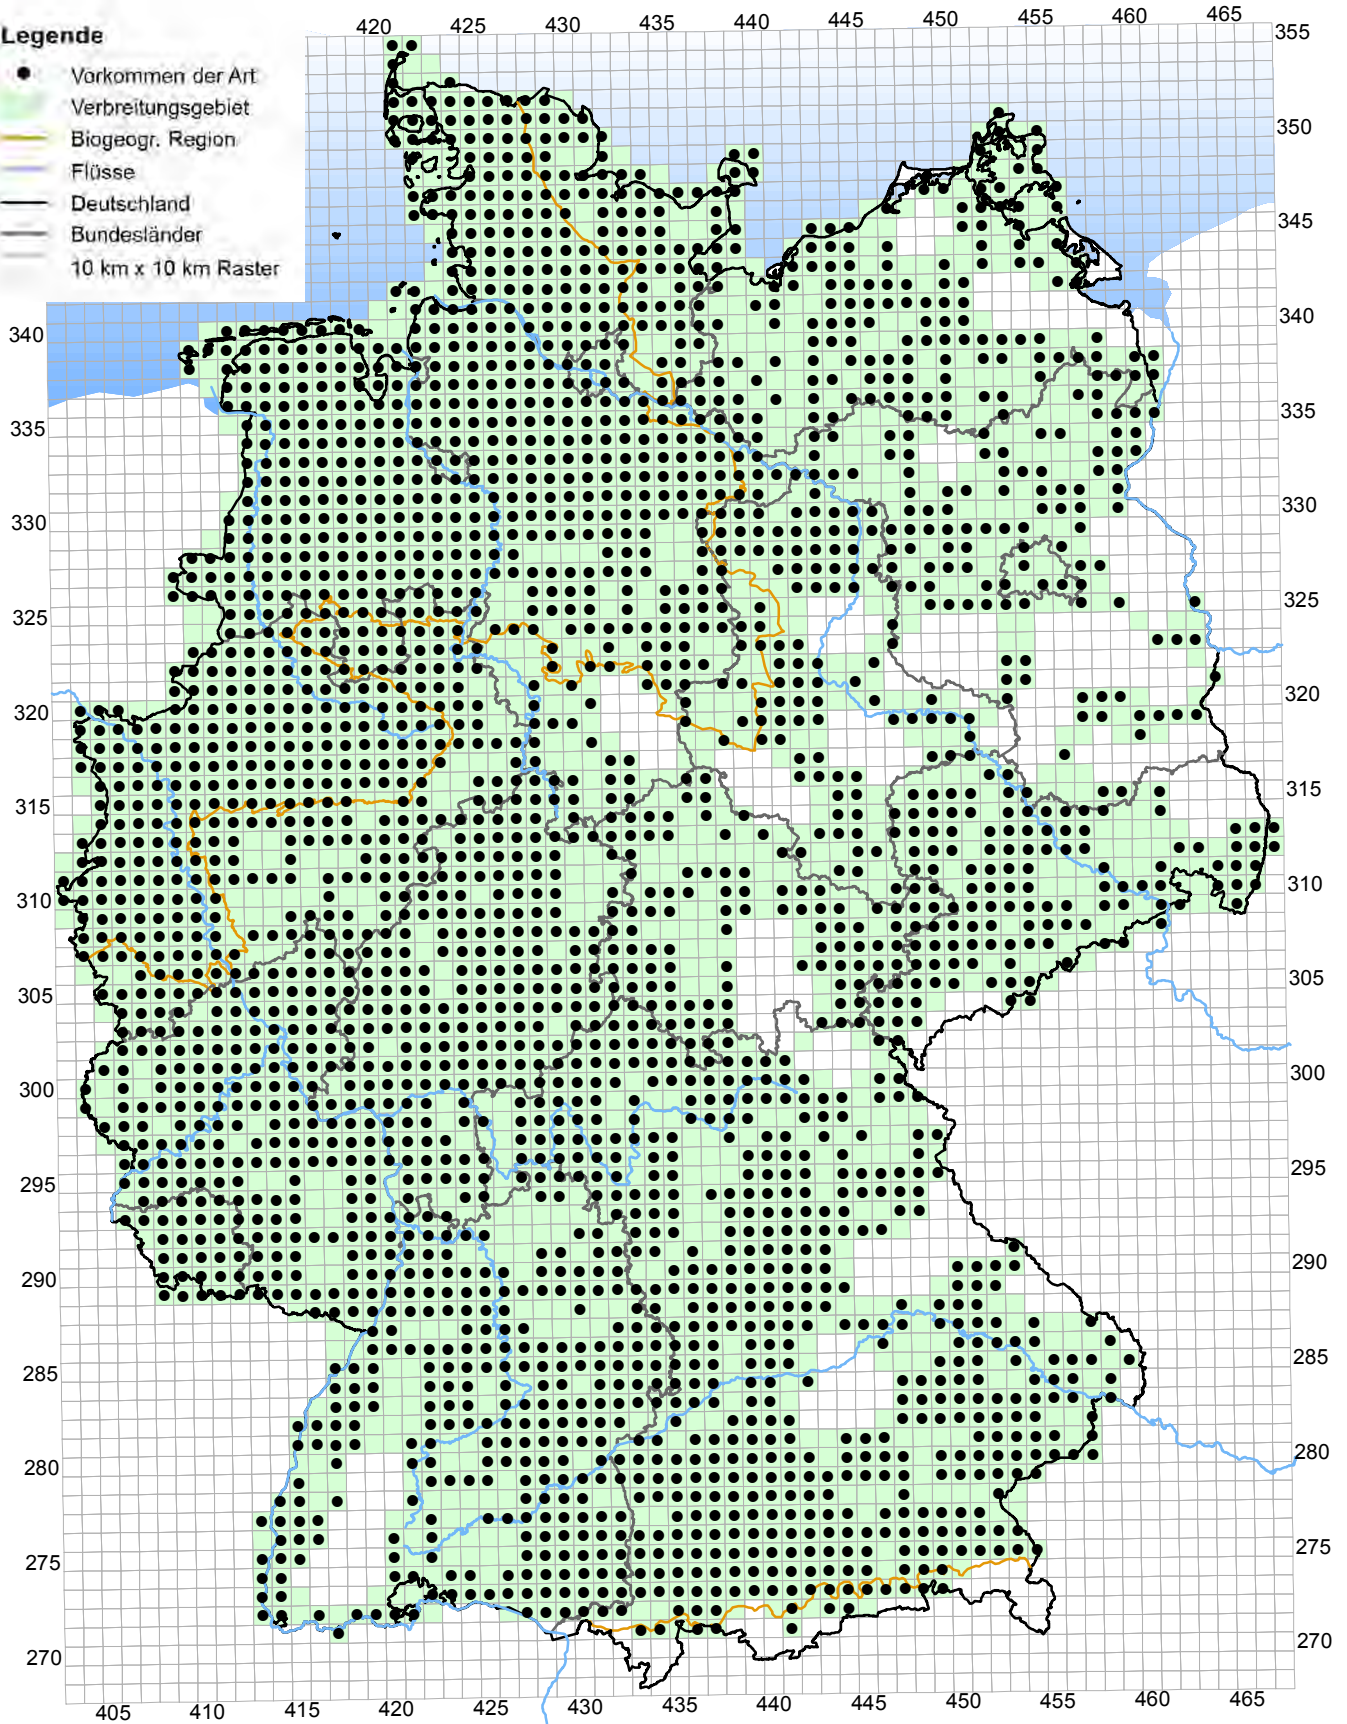 420 425 430 435 440 445 450 455 460 465
Legende
Vorkommen der Art
Verbreitungsgebiet
Biogeogr. Region
Flüsse
Deutschland
Bundesländer
10 km x 10 km Raster
355
350
345
340 340
335 335
330 330
325 325
320 320
315 315
310 310
305 305
300 300
295 295
290 290
285 285
280 280
275 275
270 270
405 410 415 420 425 430 435 440 445 450 455 460 465